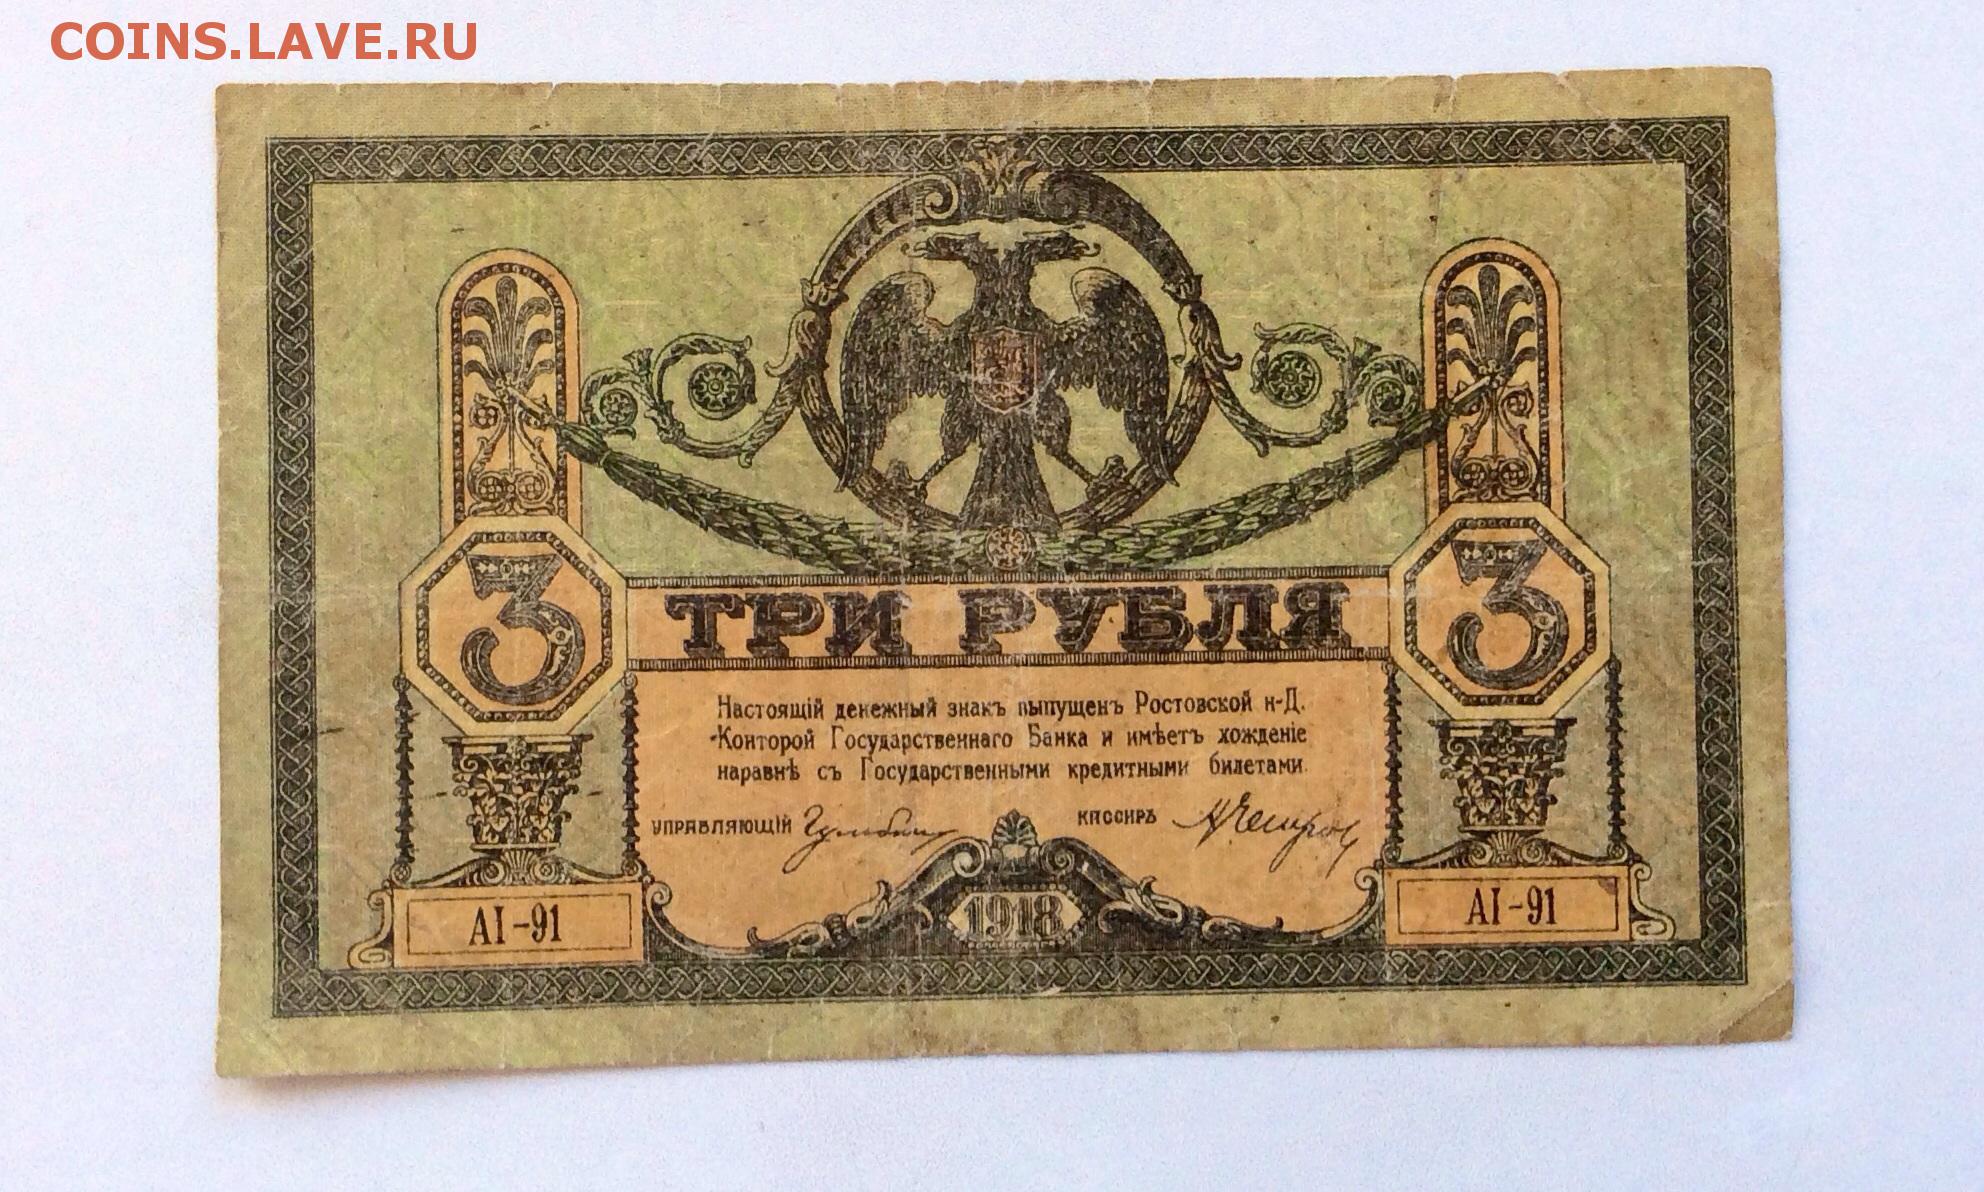 COINS.LAVE.RU
3
ТРИ РУБЛЯ
3
Настоящій денежный знакъ выпущенъ Ростовской н-Д.
Конторой Государственнаго Банка и имѣетъ хожденіе
наравнѣ съ Государственными кредитными билетами.
УПРАВЛЯЮЩІЙ
КАССИРЪ
АІ-91
1918
АІ-91